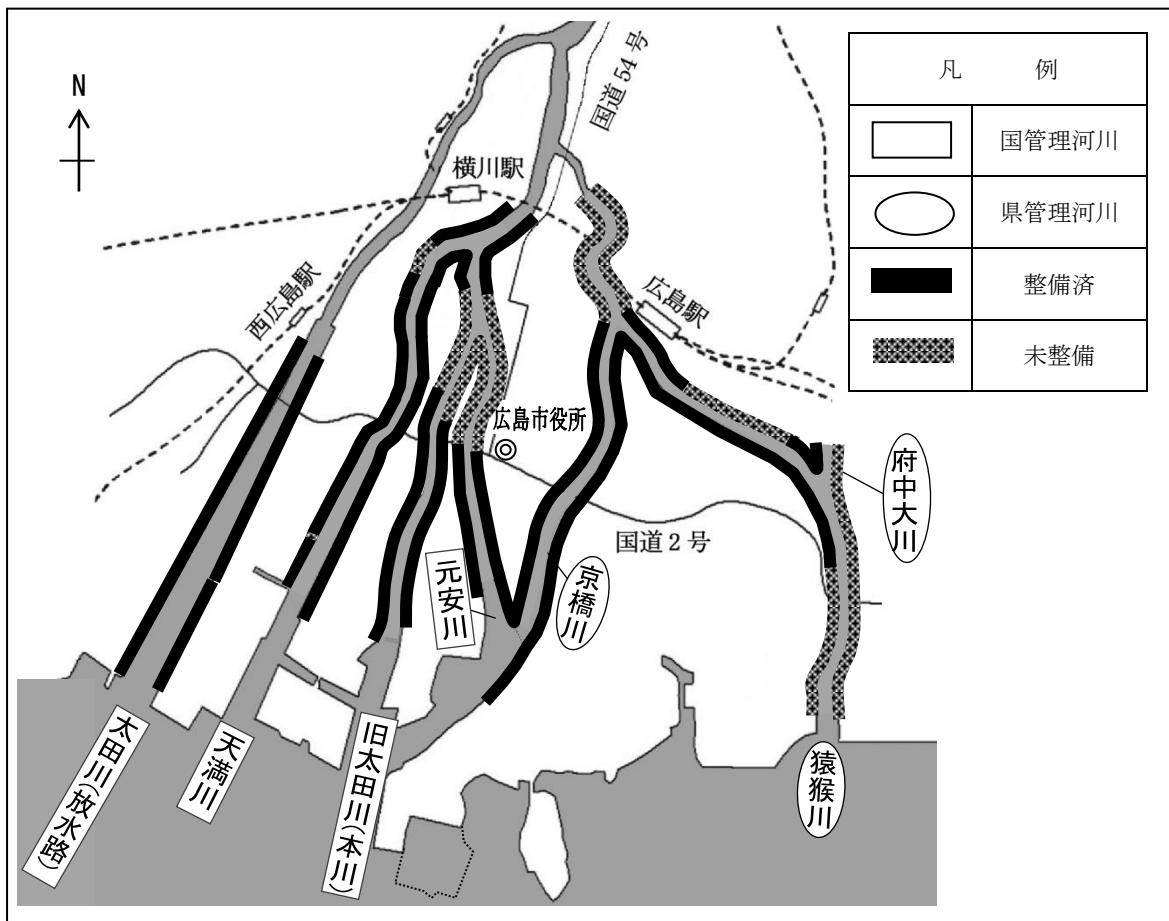 N
国道54号
横川駅
西広島駅
広島駅
広島市役所
国道2号
府中大川
京橋川
元安川
猿猴川
旧太田川(本川)
天満川
太田川(放水路)
凡 例
国管理河川
県管理河川
整備済
未整備